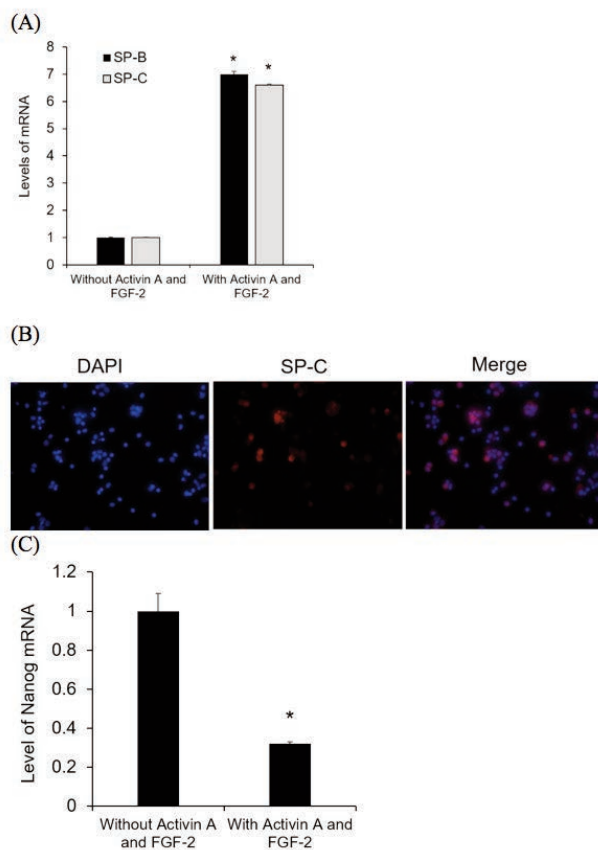 (A)
8
7
6
5
4
3
2
1
0
Levels of mRNA
SP-B
SP-C
*
*
Without Activin A and
FGF-2
With Activin A and
FGF-2
(B)
DAPI
SP-C
Merge
(C)
1.2
1
0.8
0.6
0.4
0.2
0
Level of Nanog mRNA
*
Without Activin A
and FGF-2
With Activin A and
FGF-2